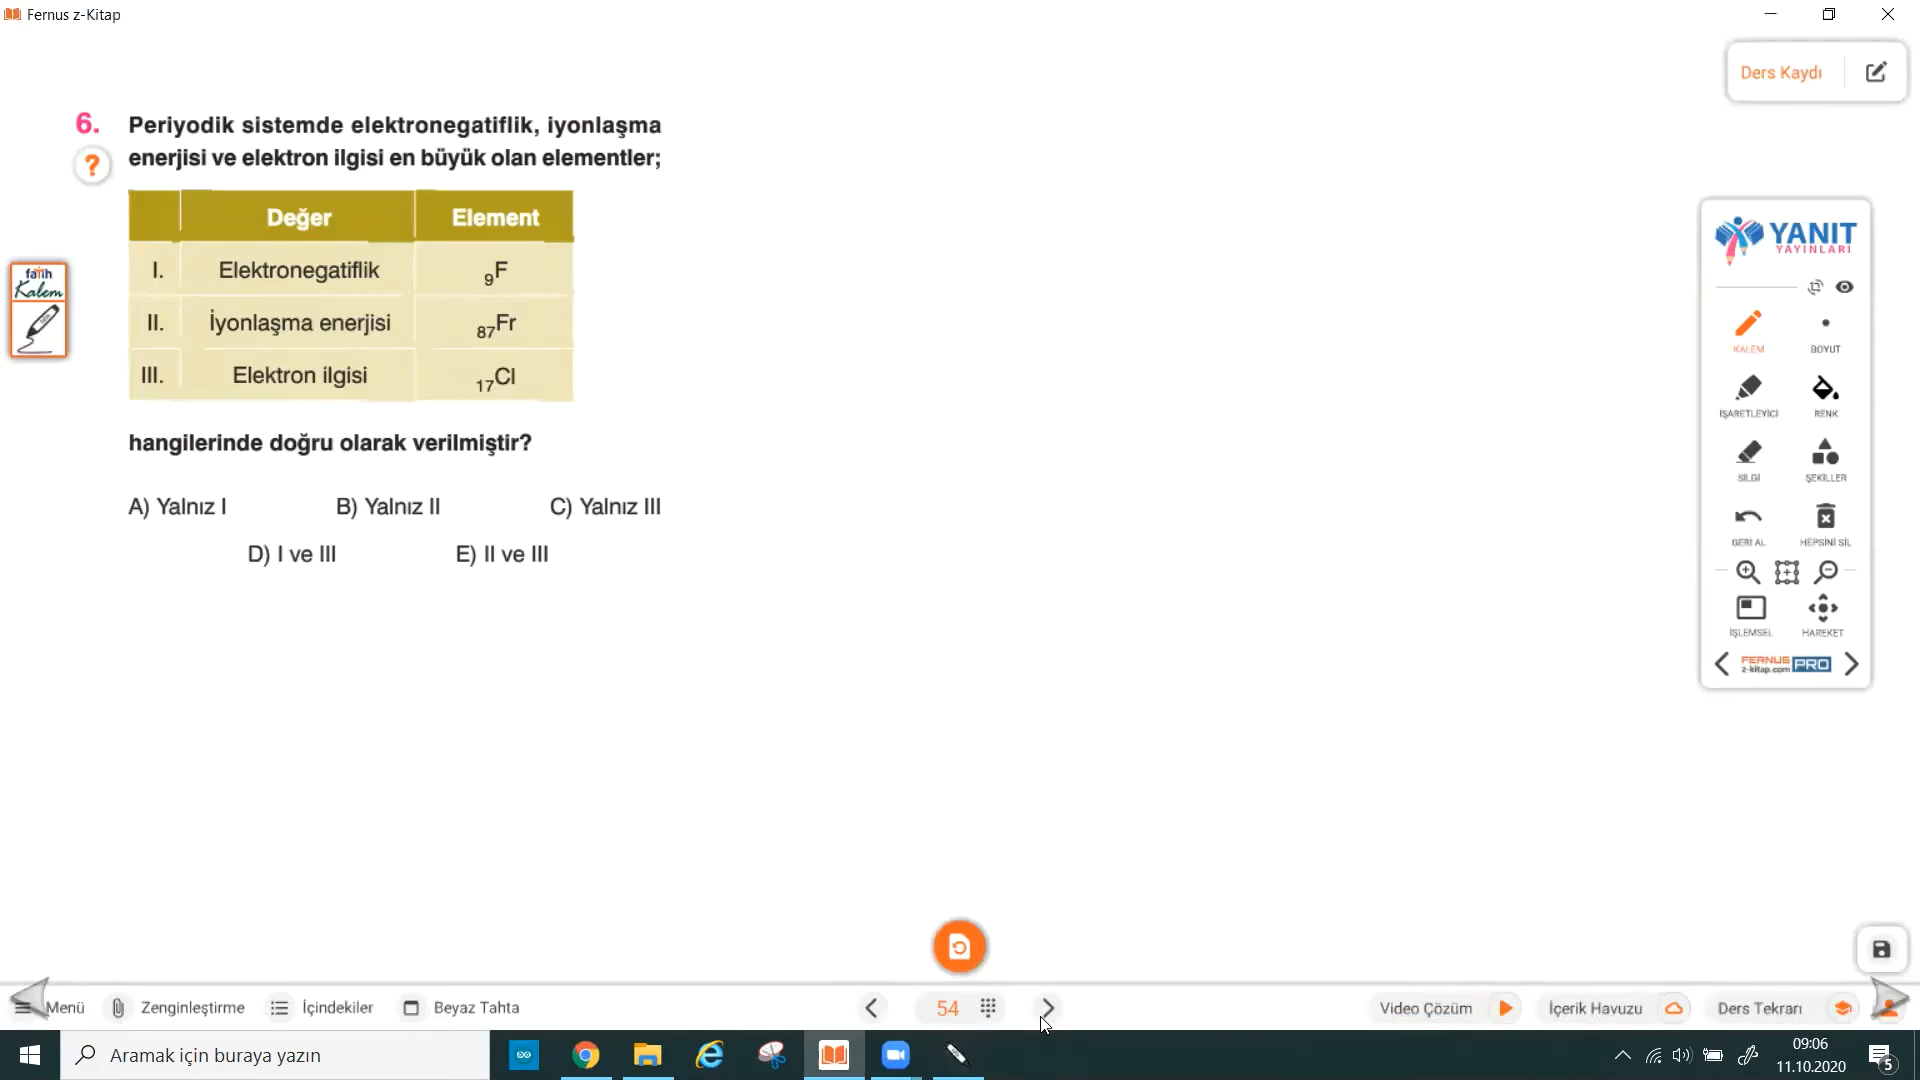 Fernus z-Kitap
Ders Kaydı
6. Periyodik sistemde elektronegatiflik, iyonlaşma
? enerjisi ve elektron ilgisi en büyük olan elementler;
Değer Element
I. Elektronegatiflik 9F
II. İyonlaşma enerjisi 87Fr
III. Elektron ilgisi 17Cl
hangilerinde doğru olarak verilmiştir?
A) Yalnız I B) Yalnız II C) Yalnız III
D) I ve III E) II ve III
fatih
Kalem
YANIT
YAYINLARI
KALEM BOYUT
İŞARETLEYİCİ RENK
SİLGİ ŞEKİLLER
GERİ AL HEPSİNİ SİL
İŞLEMSEL HAREKET
FERNUS PRO
z-kitap.com
Menü Zenginleştirme İçindekiler Beyaz Tahta 54 Video Çözüm İçerik Havuzu Ders Tekrarı
Aramak için buraya yazın
09:06
11.10.2020
5